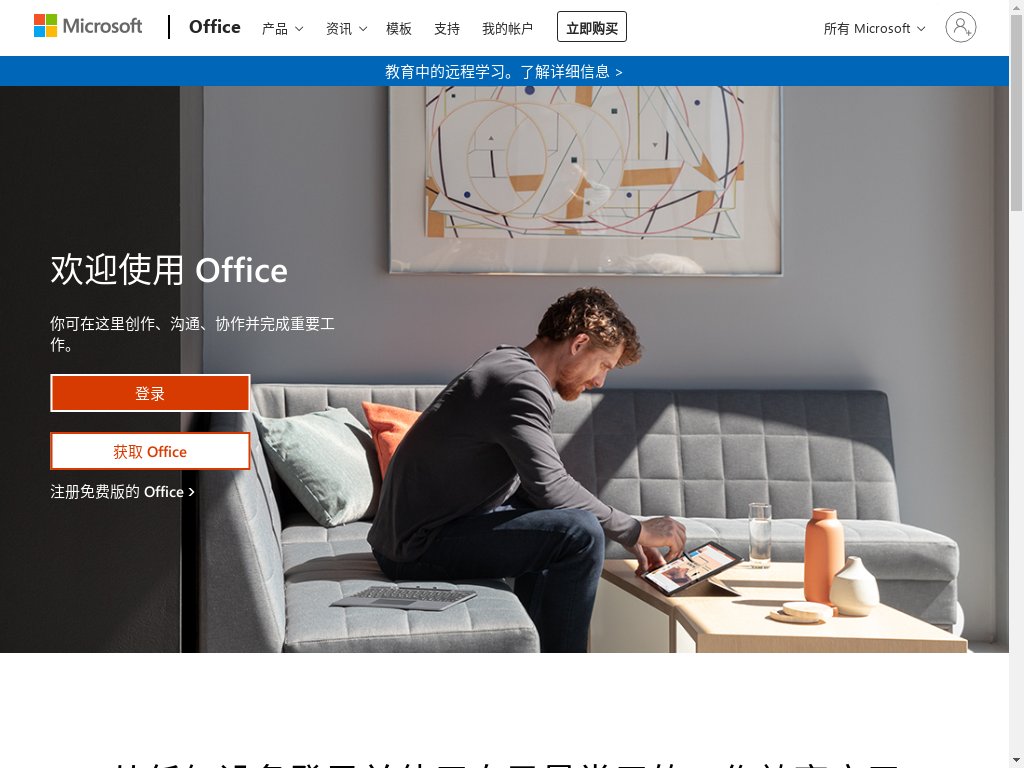 Microsoft
Office
产品
资讯
模板
支持
我的帐户
立即购买
所有 Microsoft
教育中的远程学习。了解详细信息 >
欢迎使用 Office
你可在这里创作、沟通、协作并完成重要工
作。
登录
获取 Office
注册免费版的 Office >